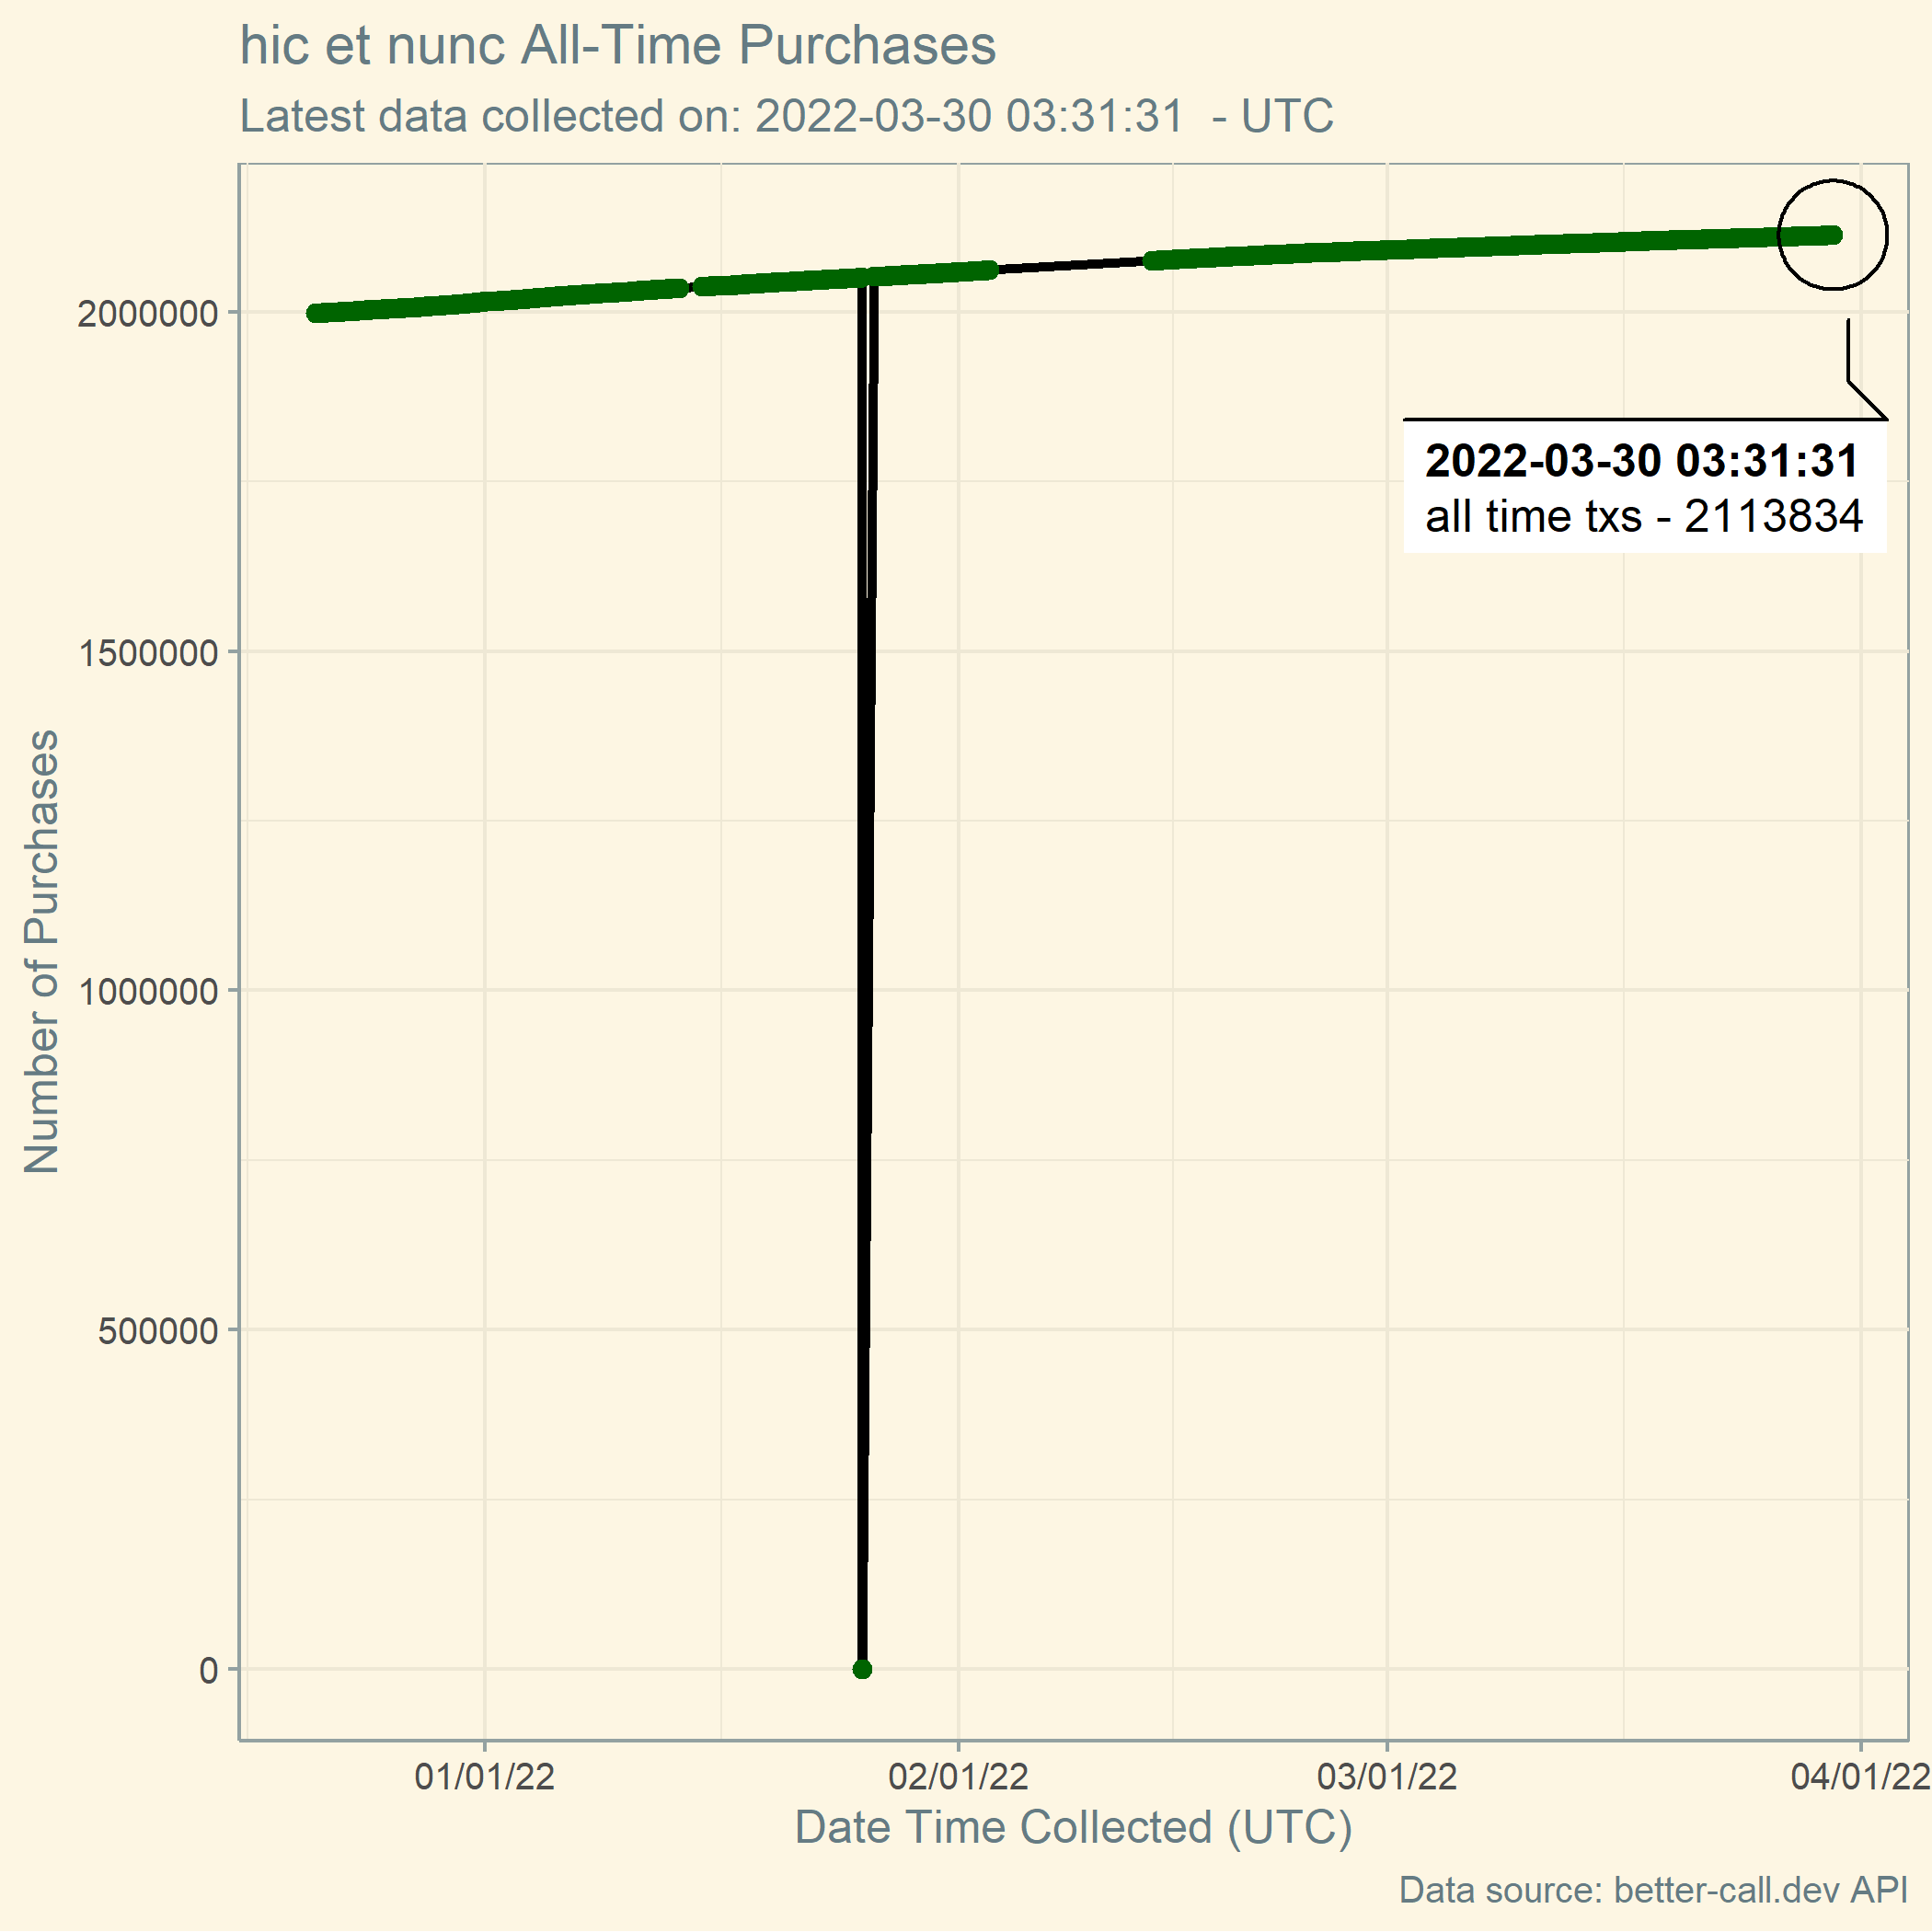 hic et nunc All-Time Purchases
Latest data collected on: 2022-03-30 03:31:31  - UTC
Number of Purchases
2000000
1500000
1000000
500000
0
2022-03-30 03:31:31
all time txs - 2113834
01/01/22
02/01/22
03/01/22
04/01/22
Date Time Collected (UTC)
Data source: better-call.dev API